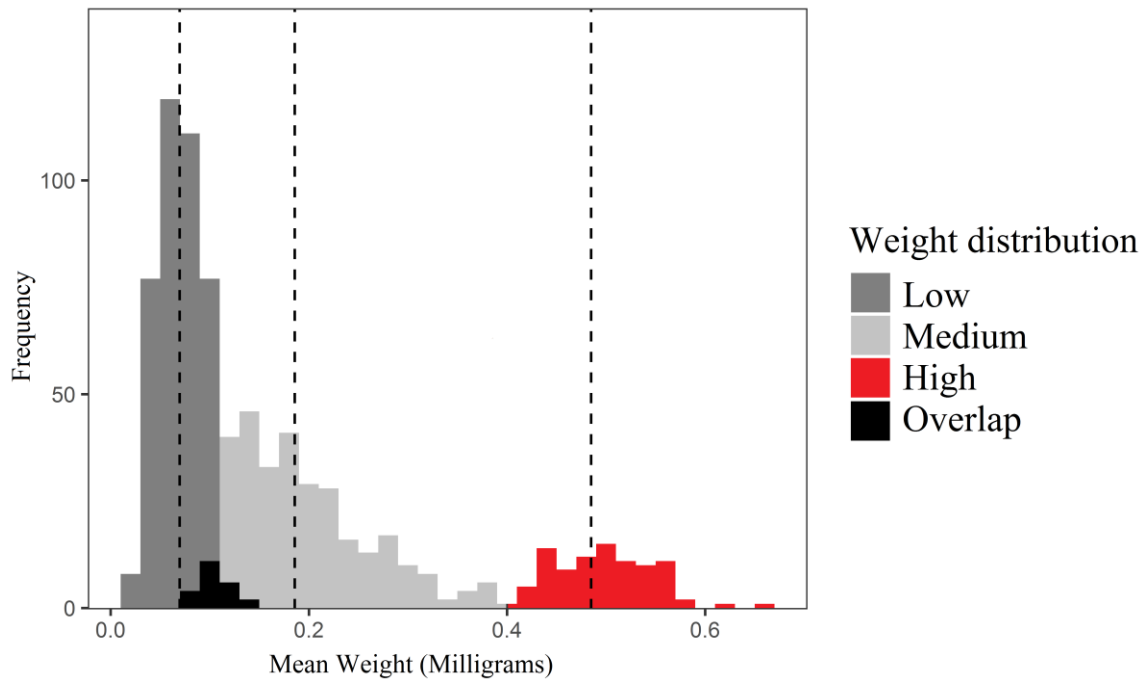 100
50
0
Frequency
0.0
0.2
0.4
0.6
Mean Weight (Milligrams)
Weight distribution
Low
Medium
High
Overlap